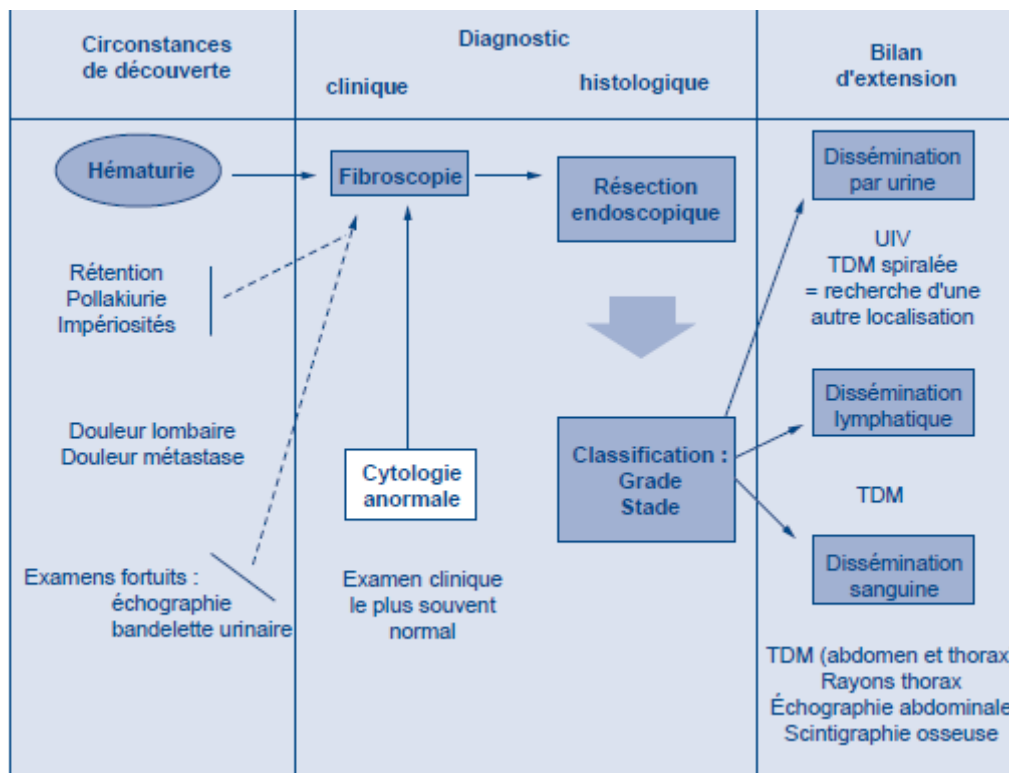 Circonstances
de découverte
Diagnostic
clinique
histologique
Bilan
d'extension
Hématurie
Rétention
Pollakiurie
Impériosités
Douleur lombaire
Douleur métastase
Examens fortuits :
échographie
bandelette urinaire
Fibroscopie
Cytologie
anormale
Examen clinique
le plus souvent
normal
Résection
endoscopique
Classification :
Grade
Stade
Dissémination
par urine
UIV
TDM spiralée
= recherche d'une
autre localisation
Dissémination
lymphatique
TDM
Dissémination
sanguine
TDM (abdomen et thorax
Rayons thorax
Échographie abdominale
Scintigraphie osseuse